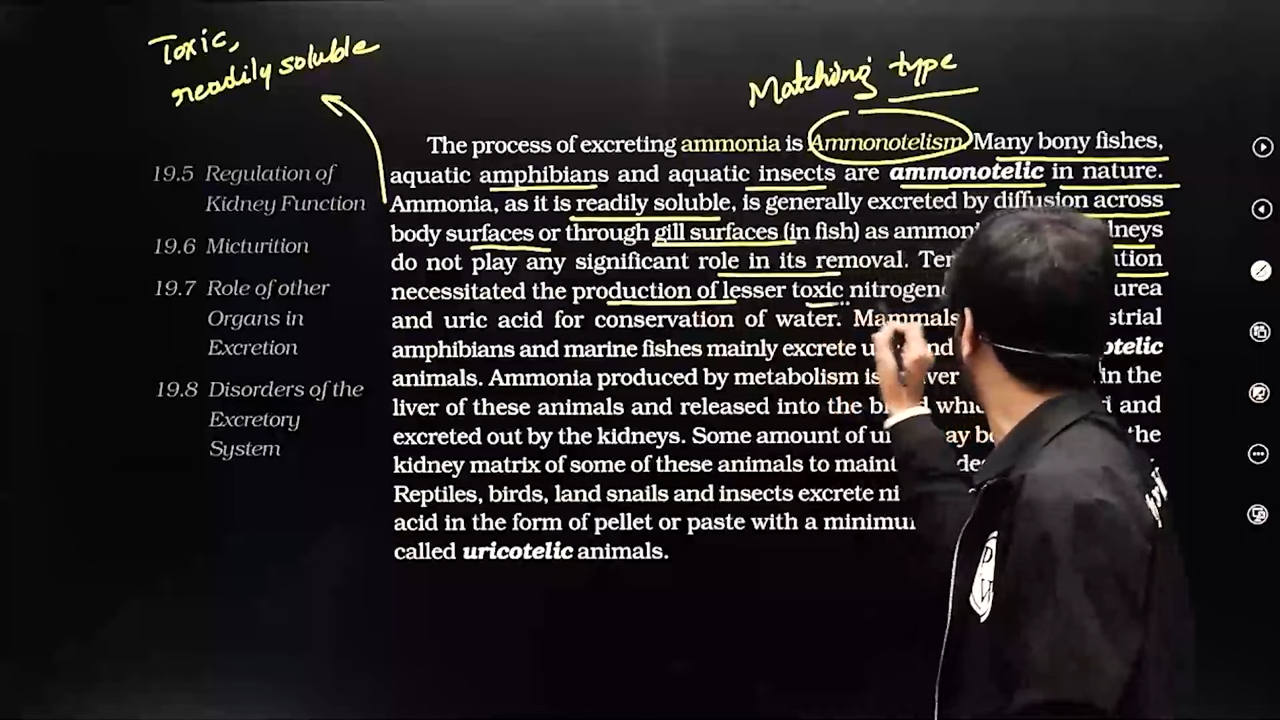 Toxic,
readily soluble
Matching type
The process of excreting ammonia is Ammonotelism. Many bony fishes,
aquatic amphibians and aquatic insects are ammonotelic in nature.
Ammonia, as it is readily soluble, is generally excreted by diffusion across
body surfaces or through gill surfaces (in fish) as
do not play any significant role in its removal.
necessitated the production of lesser toxic urea
and uric acid for conservation of water. Mammals
amphibians and marine fishes mainly excrete
animals. Ammonia produced by metabolism is in the
liver of these animals and released into the and
excreted out by the kidneys. Some amount of the
kidney matrix of some of these animals to
Reptiles, birds, land snails and insects excrete
acid in the form of pellet or paste with a
called uricotelic animals.
19.5 Regulation of
Kidney Function
19.6 Micturition
19.7 Role of other
Organs in
Excretion
19.8 Disorders of the
Excretory
System